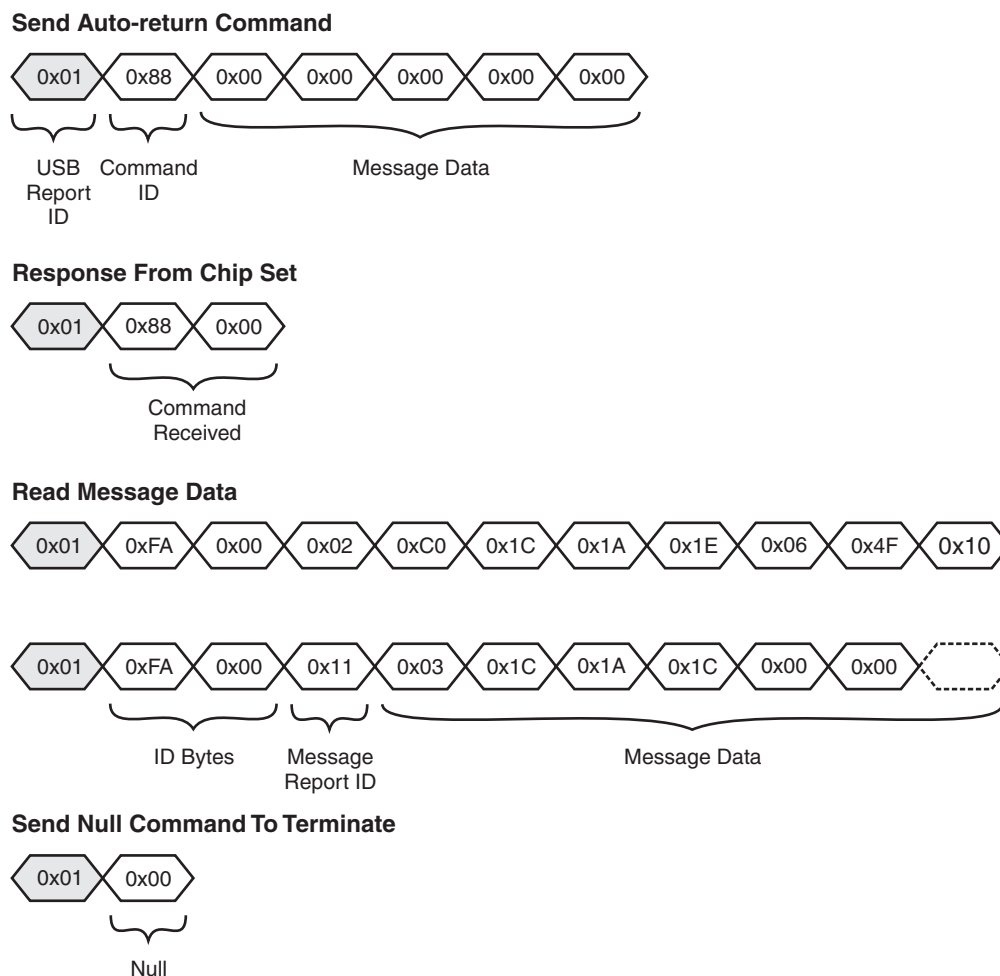 Send Auto-return Command
0x01 0x88 0x00 0x00 0x00 0x00 0x00
USB Report ID
Command ID
Message Data
Response From Chip Set
0x01 0x88 0x00
Command Received
Read Message Data
0x01 0xFA 0x00 0x02 0xC0 0x1C 0x1A 0x1E 0x06 0x4F 0x10
0x01 0xFA 0x00 0x11 0x03 0x1C 0x1A 0x1C 0x00 0x00
ID Bytes
Message Report ID
Message Data
Send Null Command To Terminate
0x01 0x00
Null